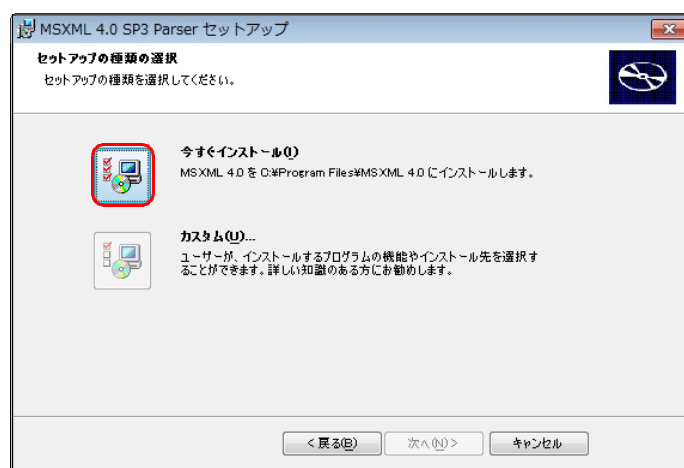 MSXML 4.0 SP3 Parser セットアップ
セットアップの種類の選択
セットアップの種類を選択してください。
今すぐインストール(I)
MSXML 4.0 を C:¥Program Files¥MSXML 4.0 にインストールします。
カスタム(U)...
ユーザーが、インストールするプログラムの機能やインストール先を選択す
ることができます。詳しい知識のある方にお勧めします。
< 戻る(B)
次へ(N) >
キャンセル